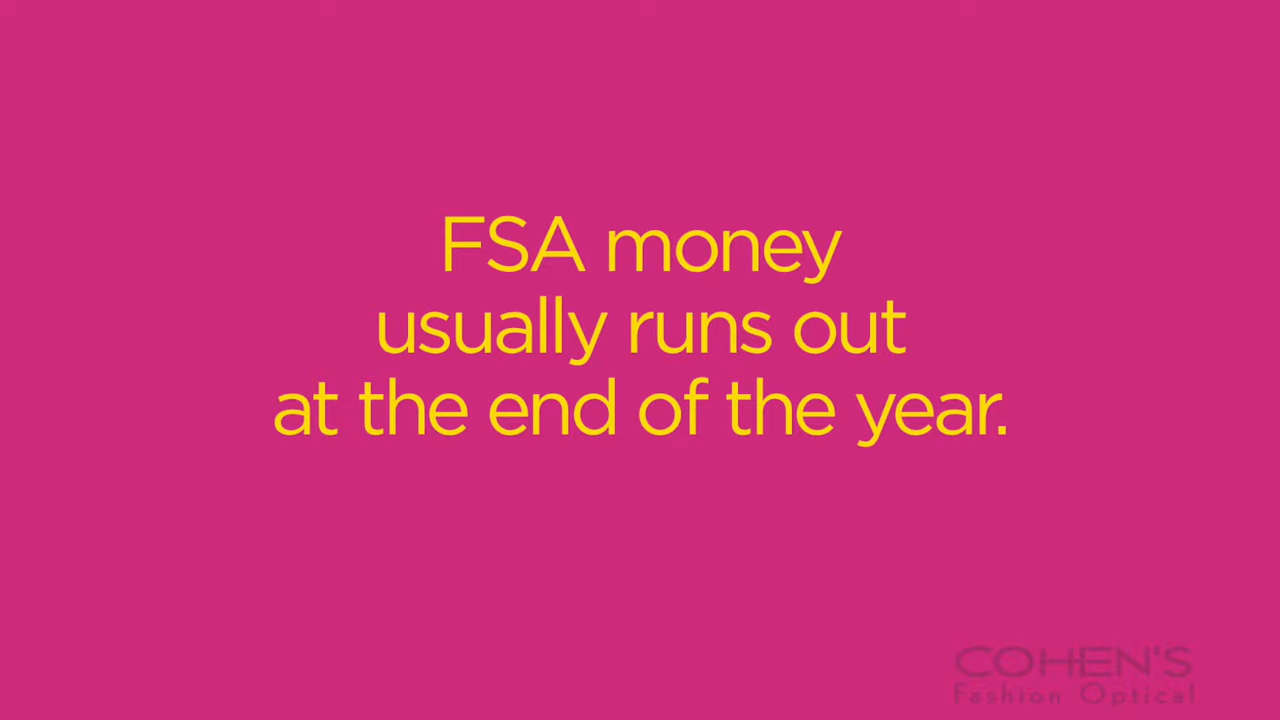 FSA money
usually runs out
at the end of the year.
COHEN'S
Fashion Optical